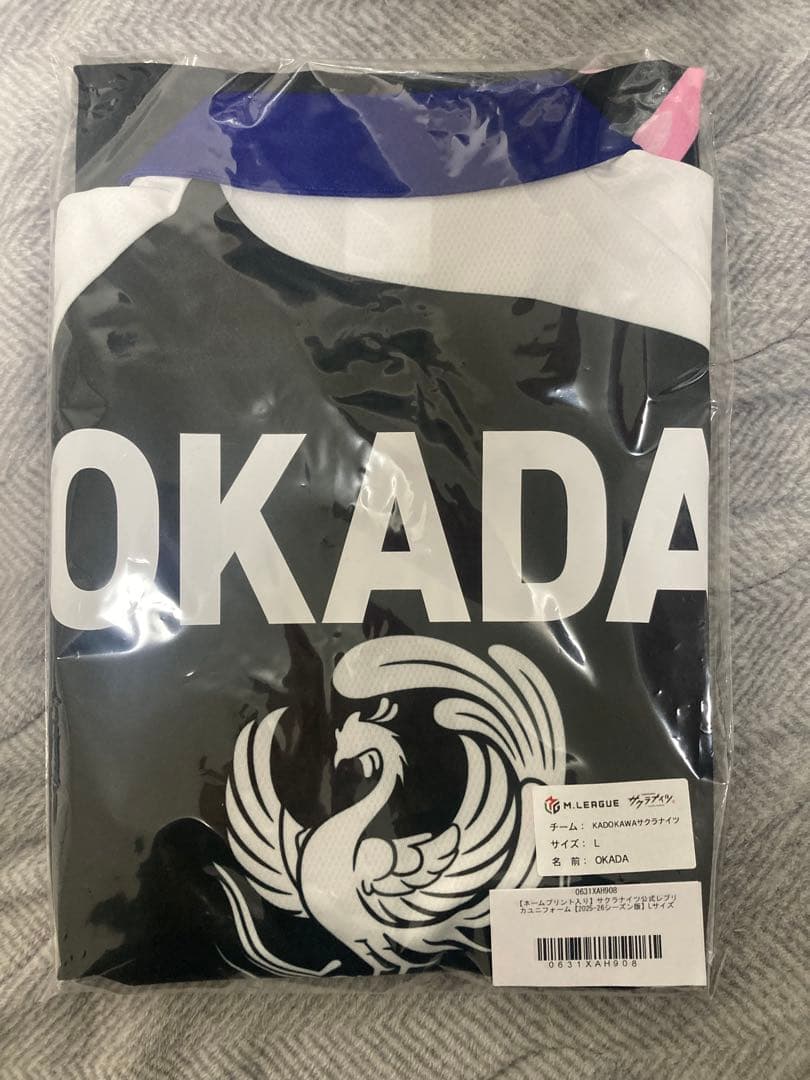 OKADA
M.LEAGUE サクラナイツ
チーム： KADOKAWAサクラナイツ
サイズ： L
名　前： OKADA
0631XAH908
【ネームプリント入り】サクラナイツ公式レプリ
カユニフォーム【2025-26シーズン版】Lサイズ
0631XAH908